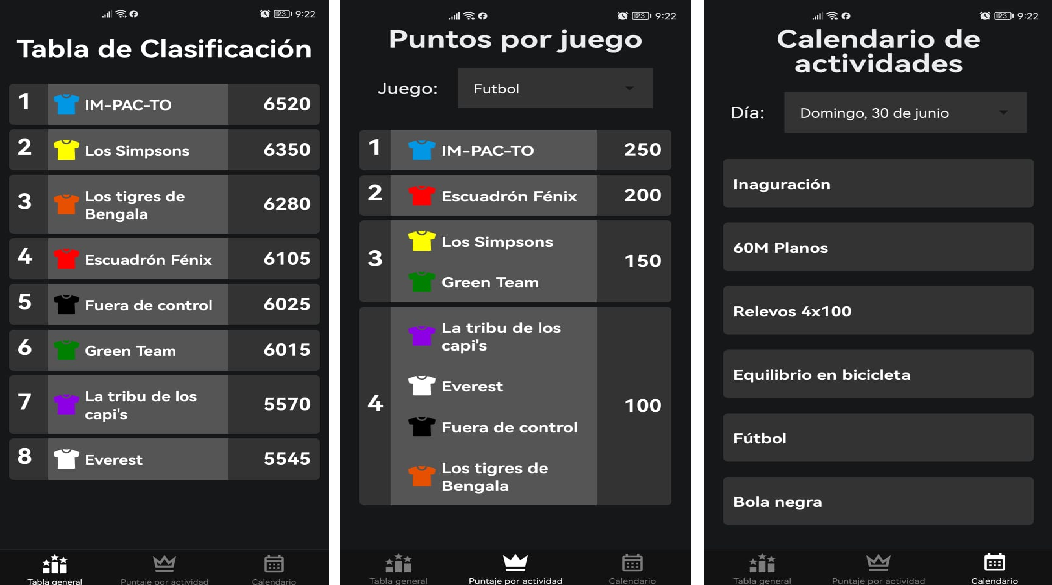 9:22
Tabla de Clasificación
1 IM-PAC-TO 6520
2 Los Simpsons 6350
3 Los tigres de
Bengala 6280
4 Escuadrón Fénix 6105
5 Fuera de control 6025
6 Green Team 6015
7 La tribu de los
capi's 5570
8 Everest 5545
Tabla general Puntaje por actividad Calendario
9:22
Puntos por juego
Juego: Futbol
1 IM-PAC-TO 250
2 Escuadrón Fénix 200
3 Los Simpsons 150
Green Team
4 La tribu de los
capi's
Everest
100
Fuera de control
Los tigres de
Bengala
Tabla general Puntaje por actividad Calendario
9:22
Calendario de
actividades
Día: Domingo, 30 de junio
Inaguración
60M Planos
Relevos 4x100
Equilibrio en bicicleta
Fútbol
Bola negra
Tabla general Puntaje por actividad Calendario